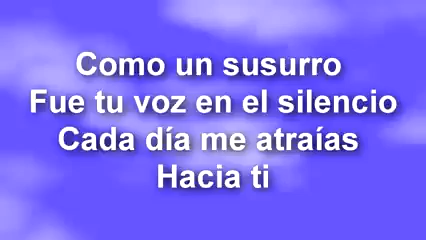 Como un susurro
Fue tu voz en el silencio
Cada día me atraías
Hacia ti